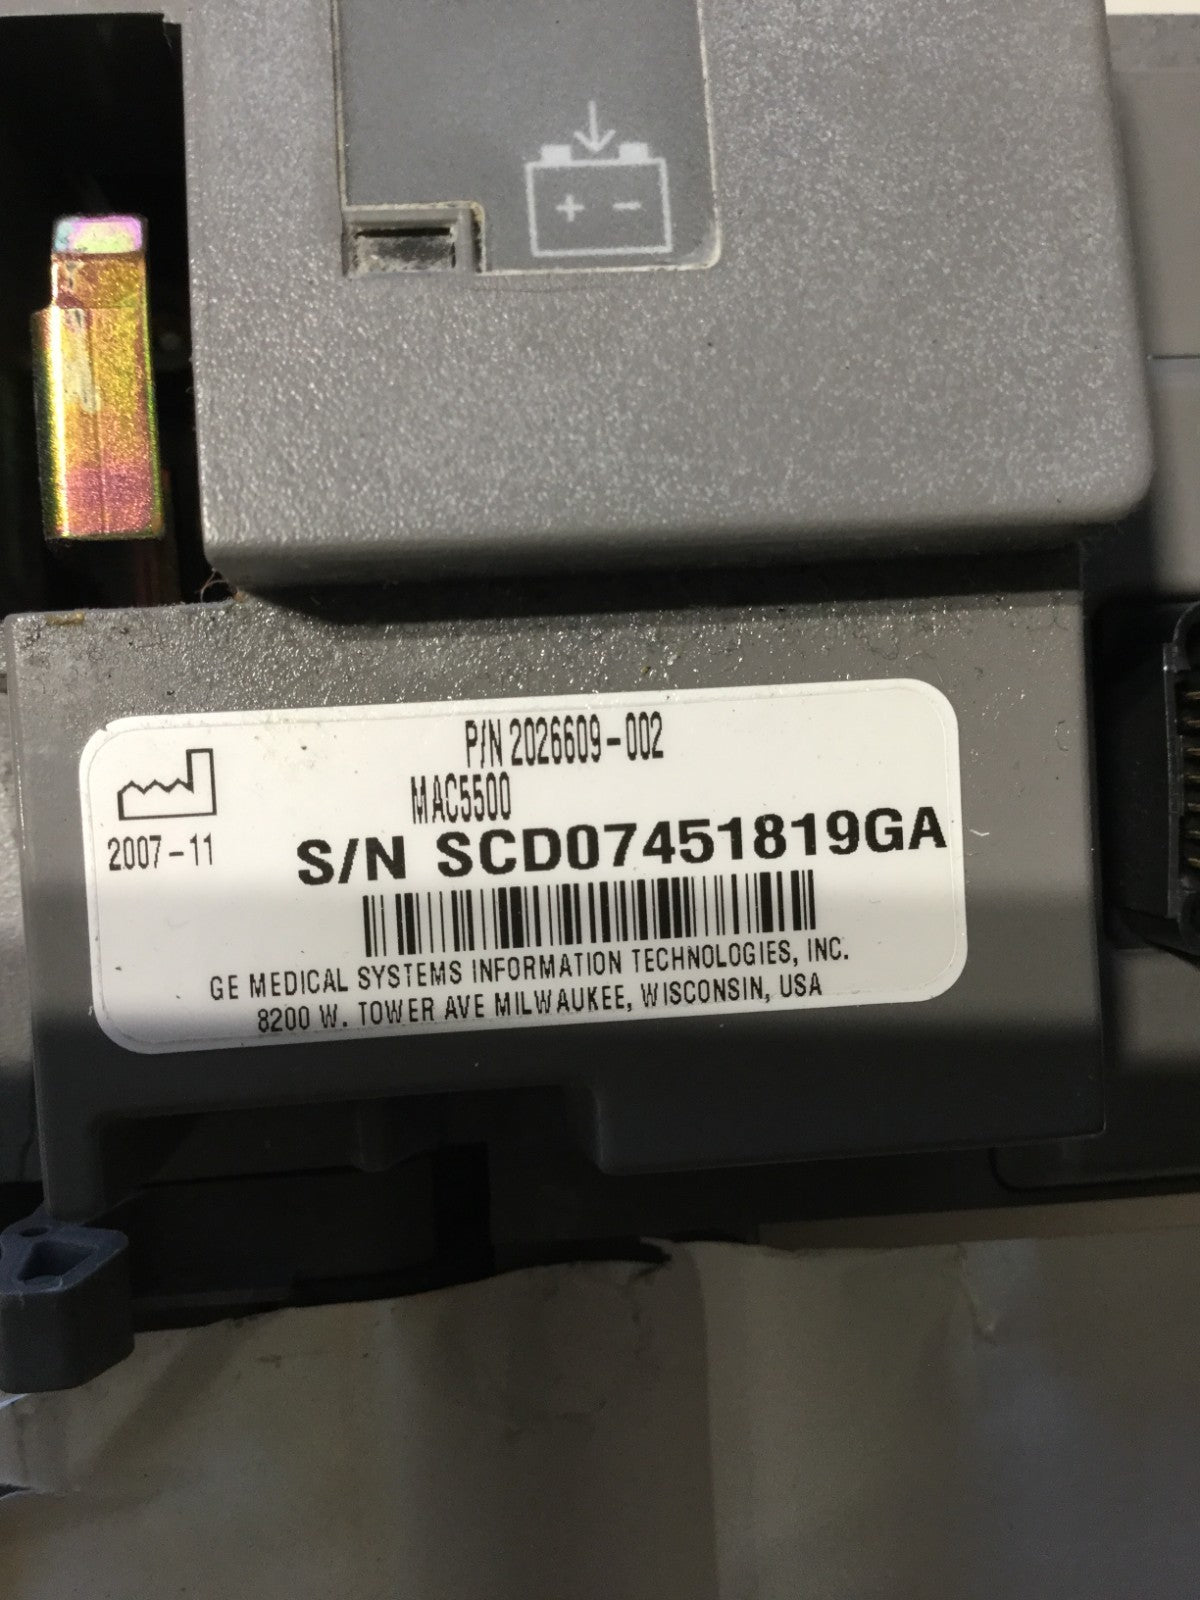 + -
P/N 2026609-002
MAC5500
2007-11
S/N SCD07451819GA
GE MEDICAL SYSTEMS INFORMATION TECHNOLOGIES, INC.
8200 W. TOWER AVE MILWAUKEE, WISCONSIN, USA